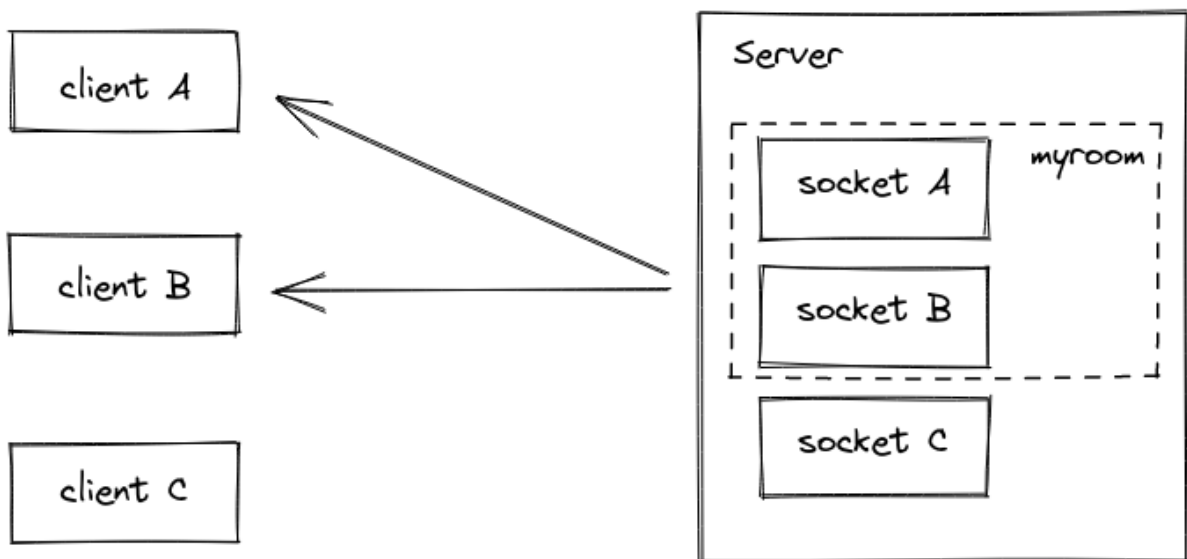 client A
client B
client C
Server
myroom
socket A
socket B
socket C